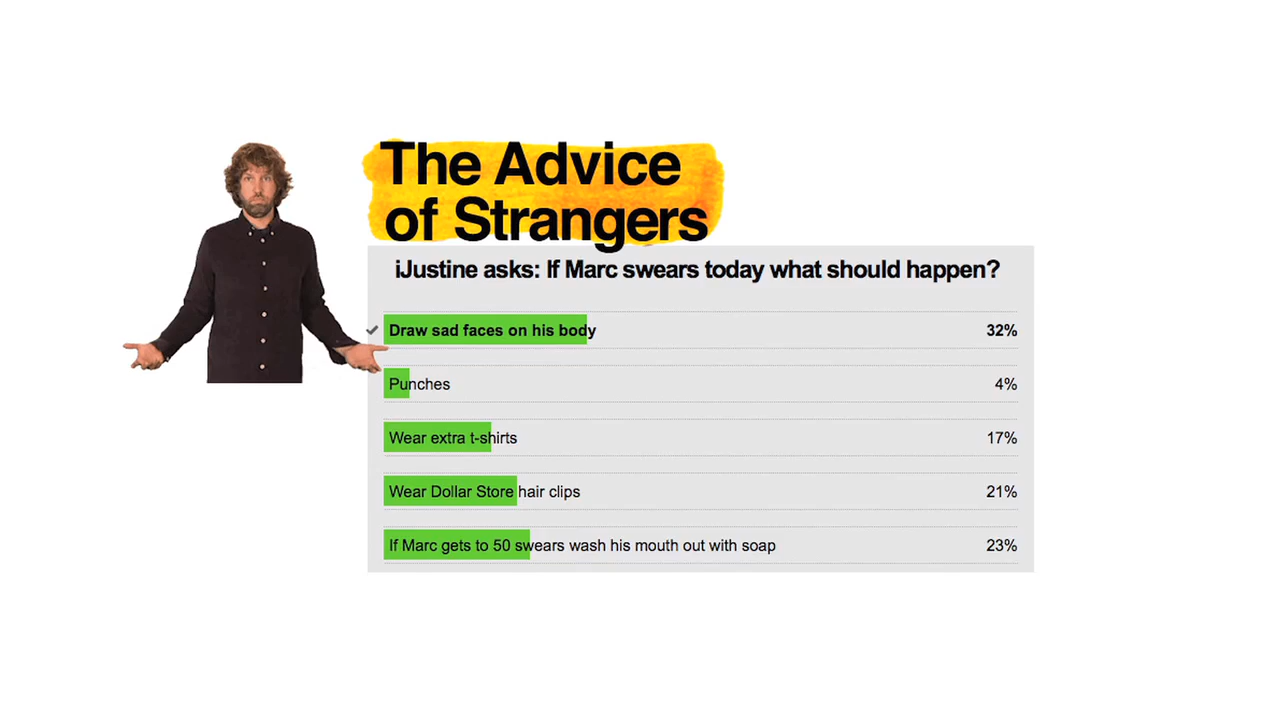 The Advice
of Strangers
iJustine asks: If Marc swears today what should happen?
Draw sad faces on his body 32%
Punches 4%
Wear extra t-shirts 17%
Wear Dollar Store hair clips 21%
If Marc gets to 50 swears wash his mouth out with soap 23%